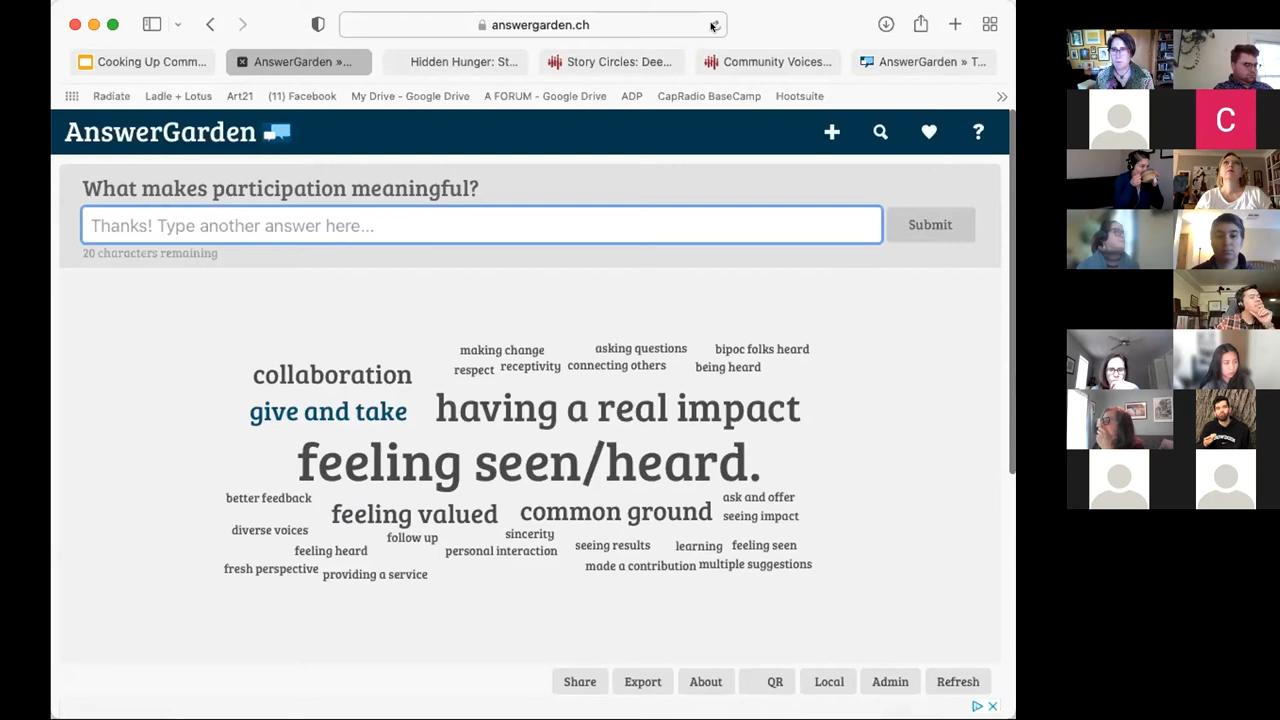 answergarden.ch
Cooking Up Comm...
AnswerGarden »...
Hidden Hunger: St...
Story Circles: Dee...
Community Voices...
AnswerGarden » T...
Radiate
Ladle + Lotus
Art21
(11) Facebook
My Drive - Google Drive
A FORUM - Google Drive
ADP
CapRadio BaseCamp
Hootsuite
AnswerGarden
What makes participation meaningful?
Thanks! Type another answer here...
Submit
20 characters remaining
making change
asking questions
bipoc folks heard
respect
receptivity
connecting others
being heard
collaboration
give and take
having a real impact
feeling seen/heard.
better feedback
feeling valued
common ground
ask and offer
seeing impact
diverse voices
follow up
sincerity
feeling heard
personal interaction
seeing results
learning
feeling seen
fresh perspective
providing a service
made a contribution
multiple suggestions
Share
Export
About
QR
Local
Admin
Refresh
C